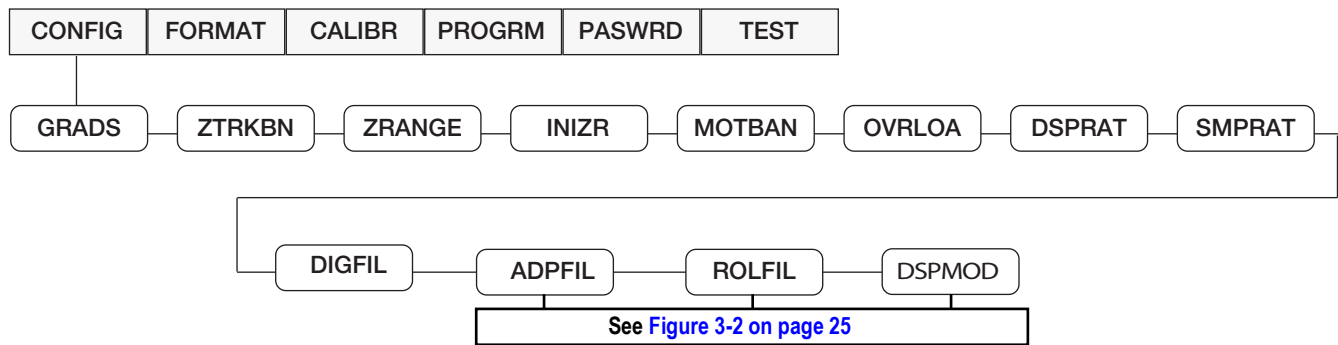 CONFIG FORMAT CALIBR PROGRM PASWRD TEST
GRADS ZTRKBN ZRANGE INIZR MOTBAN OVRLOA DSPRAT SMPRAT
DIGFIL ADPFIL ROLFIL DSPMOD
See Figure 3-2 on page 25